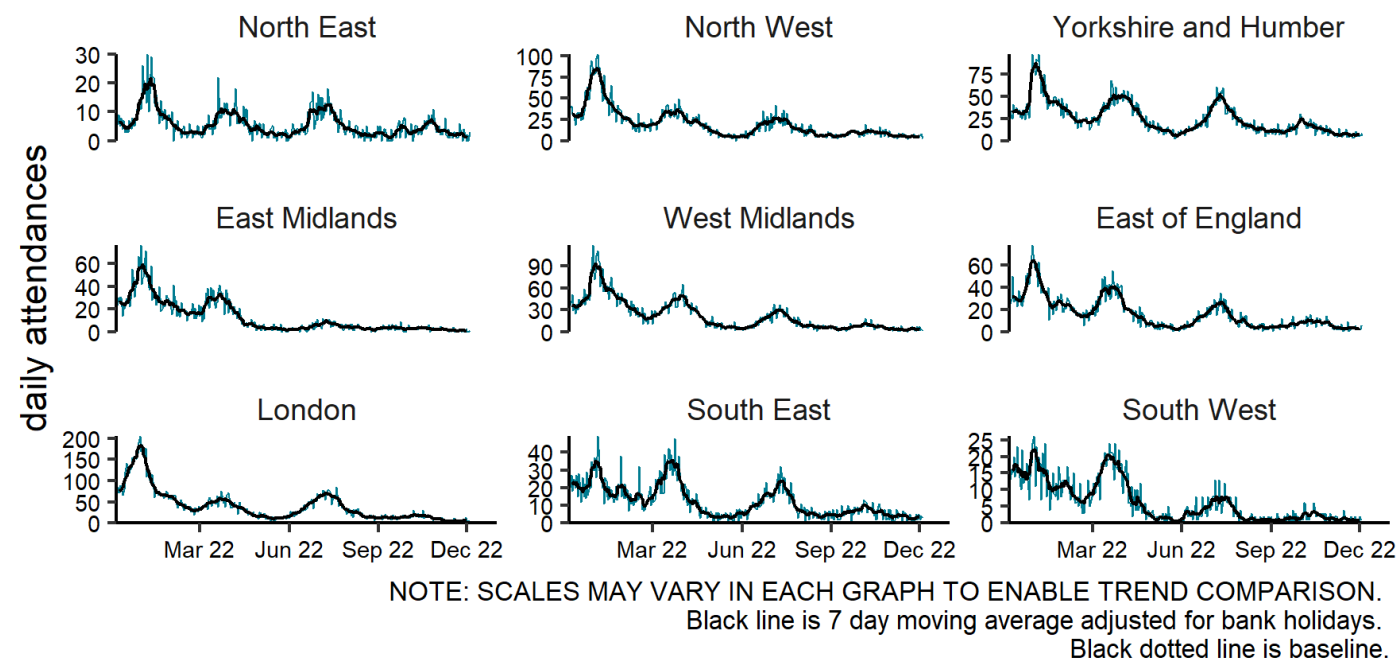 North East North West Yorkshire and Humber
30 100
20 75 75
10 50 50
25 25
0 0 0
daily attendances
East Midlands West Midlands East of England
60 90 60
40 60 40
20 30 20
0 0 0
London South East South West
200 40 25
150 30 20
100 20 15
50 10 10
5
0 0 0
Mar 22 Jun 22 Sep 22 Dec 22 Mar 22 Jun 22 Sep 22 Dec 22 Mar 22 Jun 22 Sep 22 Dec 22
NOTE: SCALES MAY VARY IN EACH GRAPH TO ENABLE TREND COMPARISON.
Black line is 7 day moving average adjusted for bank holidays.
Black dotted line is baseline.